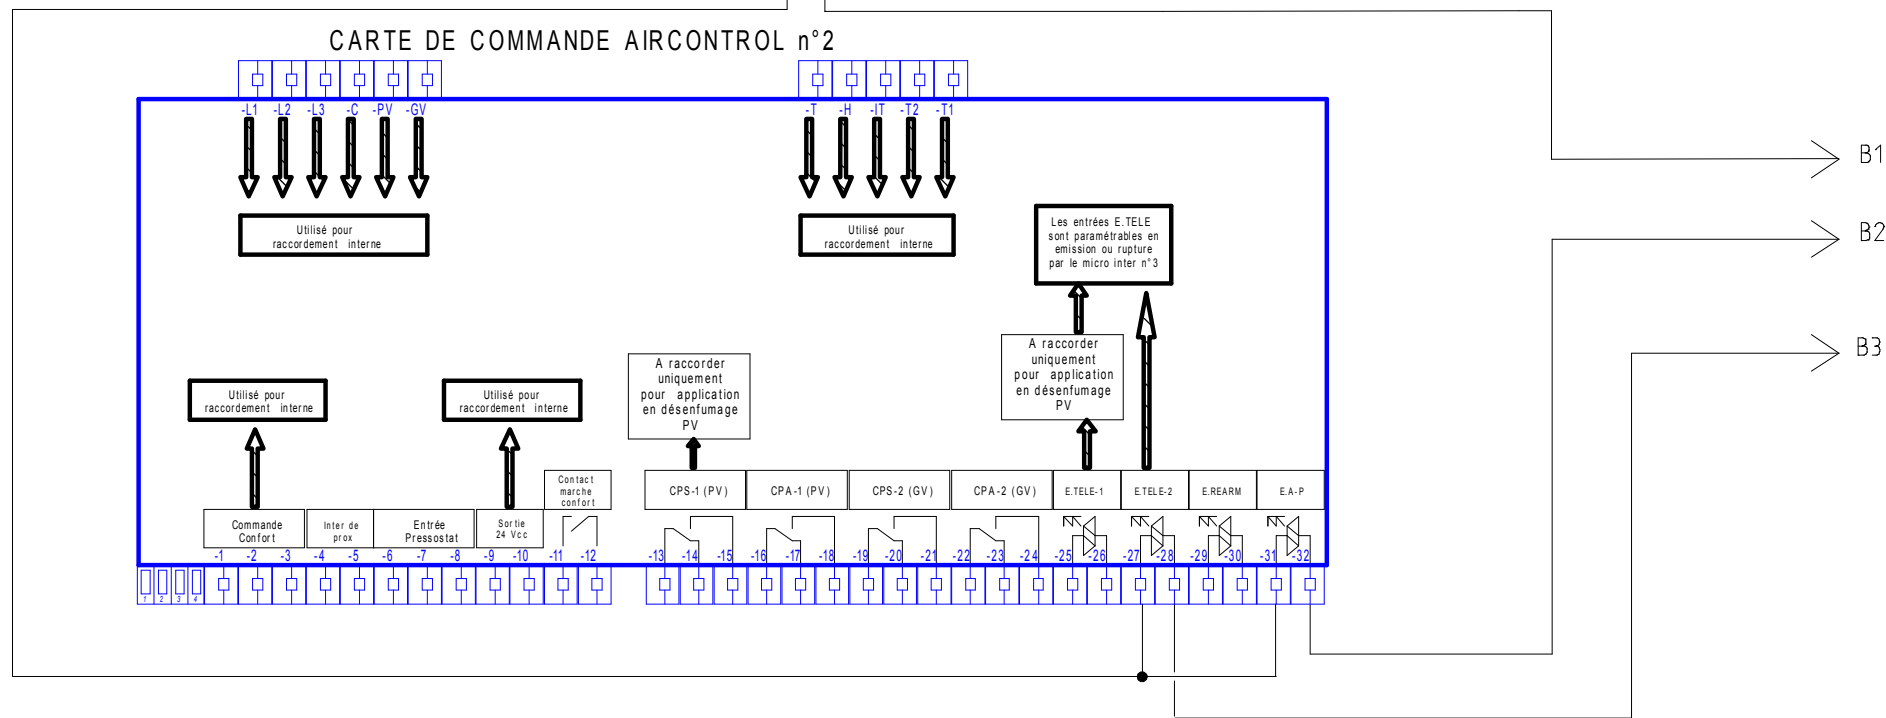 CARTE DE COMMANDE AIRCONTROL n°2
-L1 -L2 -L3 -C -PV -GV
-T -H -IT -T2 -T1
B1
B2
B3
Utilisé pour
raccordement interne
Utilisé pour
raccordement interne
Les entrées E.TELE
sont paramétrables en
emission ou rupture
par le micro inter n°3
A raccorder
uniquement
pour application
en désenfumage
PV
A raccorder
uniquement
pour application
en désenfumage
PV
Utilisé pour
raccordement interne
Utilisé pour
raccordement interne
Contact
marche
confort
CPS-1 (PV) CPA-1 (PV) CPS-2 (GV) CPA-2 (GV) E.TELE-1 E.TELE-2 E.REARM E.A-P
Commande
Confort
Inter de
prox
Entrée
Pressostat
Sortie
24 Vcc
-1 -2 -3 -4 -5 -6 -7 -8 -9 -10 -11 -12 -13 -14 -15 -16 -17 -18 -19 -20 -21 -22 -23 -24 -25 -26 -27 -28 -29 -30 -31 -32
1 2 3 4